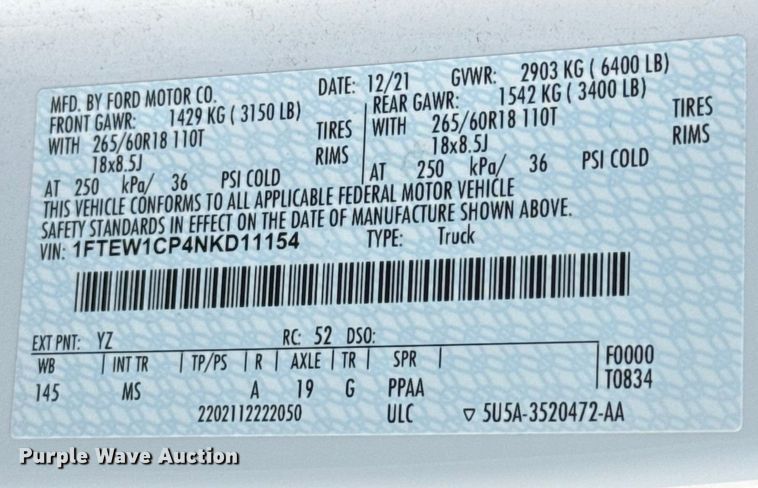 MFD. BY FORD MOTOR CO. DATE: 12/21 GVWR: 2903 KG ( 6400 LB)
FRONT GAWR: 1429 KG ( 3150 LB) REAR GAWR: 1542 KG ( 3400 LB)
WITH 265/60R18 110T TIRES WITH 265/60R18 110T TIRES
18x8.5J RIMS 18x8.5J RIMS
AT 250 kPa/ 36 PSI COLD AT 250 kPa/ 36 PSI COLD
THIS VEHICLE CONFORMS TO ALL APPLICABLE FEDERAL MOTOR VEHICLE
SAFETY STANDARDS IN EFFECT ON THE DATE OF MANUFACTURE SHOWN ABOVE.
VIN: 1FTEW1CP4NKD11154 TYPE: Truck
EXT PNT: YZ RC: 52 DSO:
WB INT TR TP/PS R AXLE TR SPR F0000
145 MS A 19 G PPAA T0834
2202112222050 ULC ▽ 5U5A-3520472-AA
Purple Wave Auction